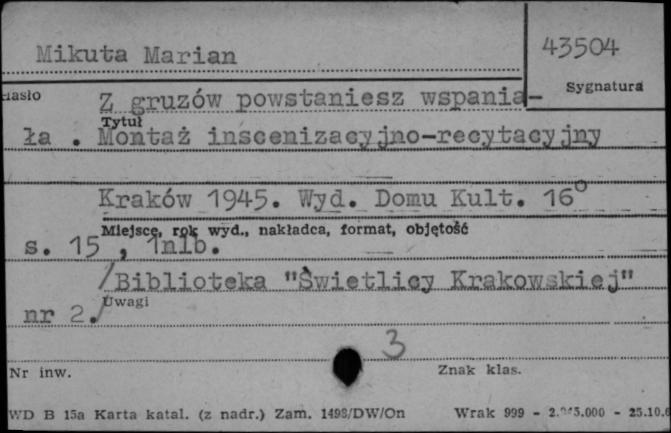 Mikuta Marian
43504
Hasło
Sygnatura
Z gruzów powstaniesz wspania-
Tytuł
ła . Montaż inscenizacyjno-recytacyjny
Kraków 1945. Wyd. Domu Kult. 16°
Miejsce, rok wyd., nakładca, format, objętość
s. 15 , 1nlb.
/Biblioteka "Świetlicy Krakowskiej"
Uwagi
nr 2./
3
Nr inw.
Znak klas.
WD B 15a Karta katal. (z nadr.) Zam. 1498/DW/On Wrak 999 -